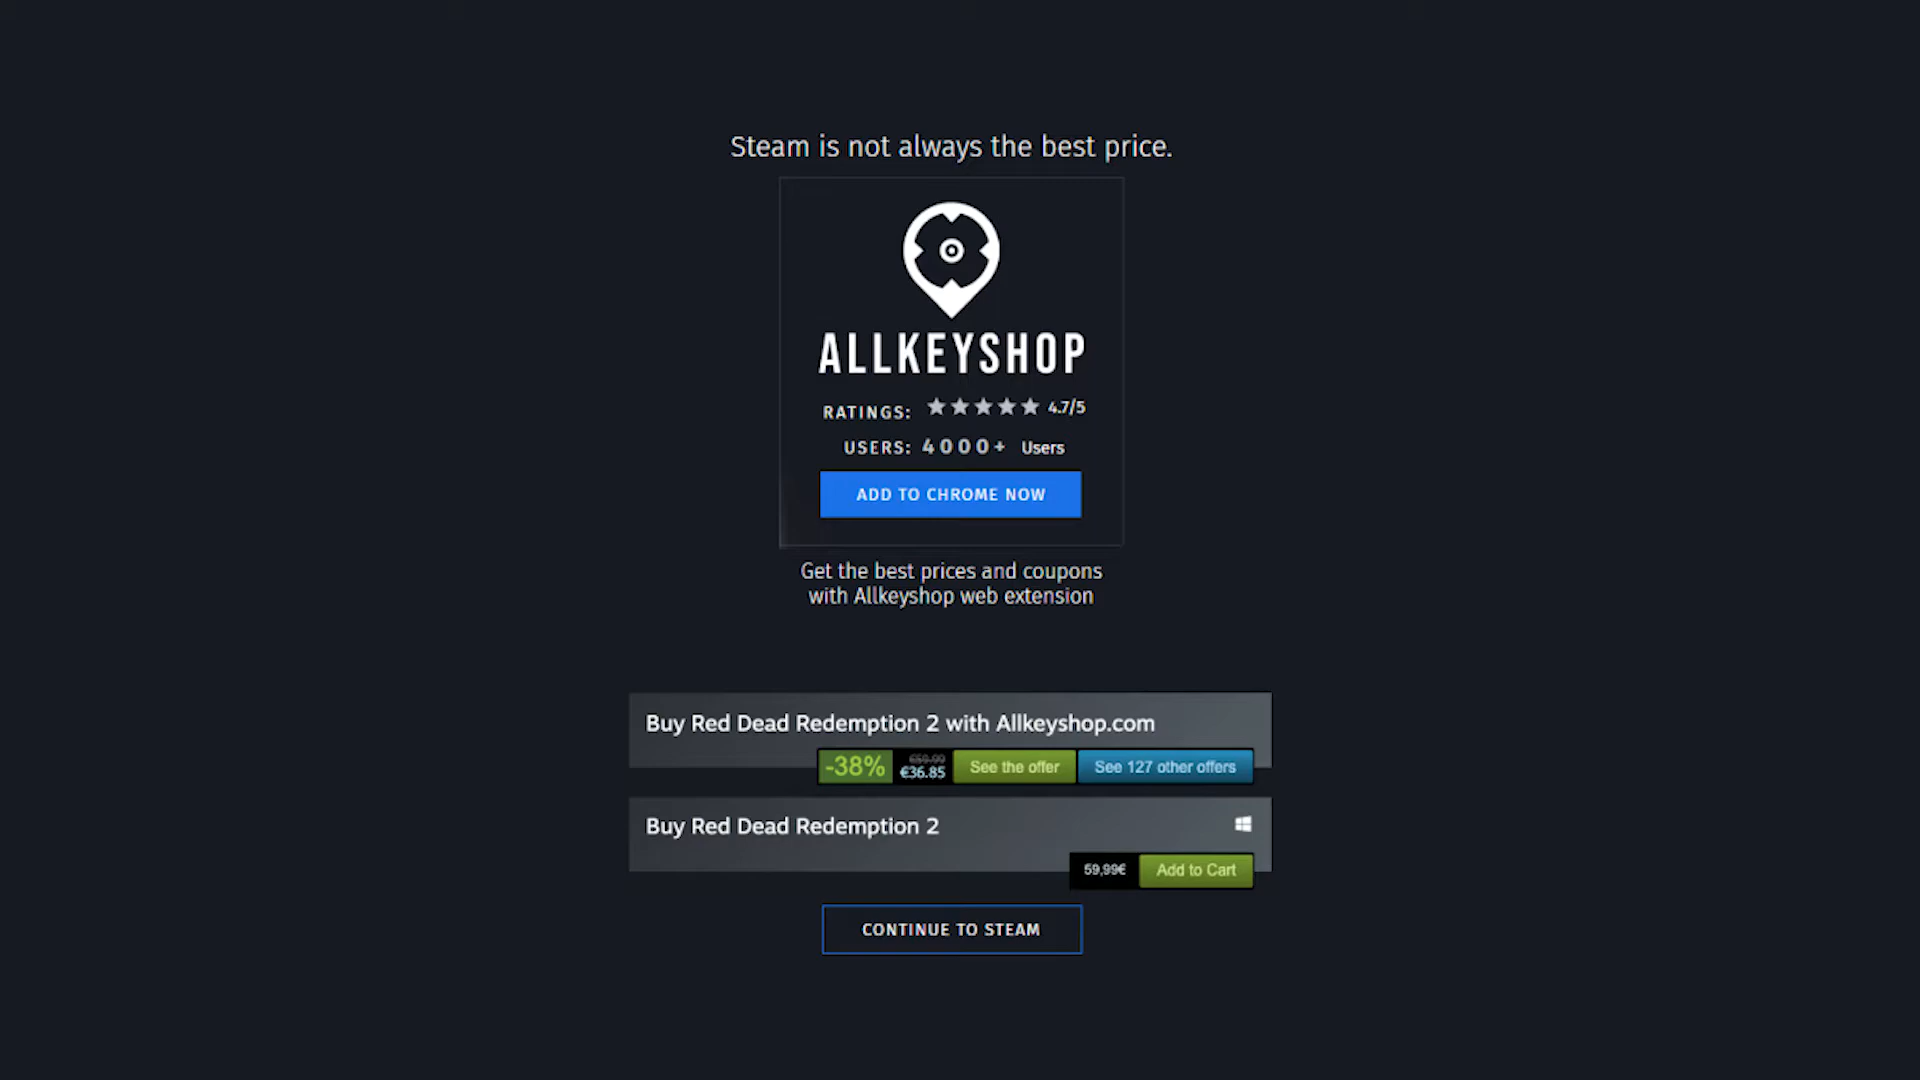 Steam is not always the best price.
ALLKEYSHOP
RATINGS: 4.7/5
USERS: 4000+ Users
ADD TO CHROME NOW
Get the best prices and coupons
with Allkeyshop web extension
Buy Red Dead Redemption 2 with Allkeyshop.com
-38% €59.99 €36.85 See the offer See 127 other offers
Buy Red Dead Redemption 2
59,99€ Add to Cart
CONTINUE TO STEAM